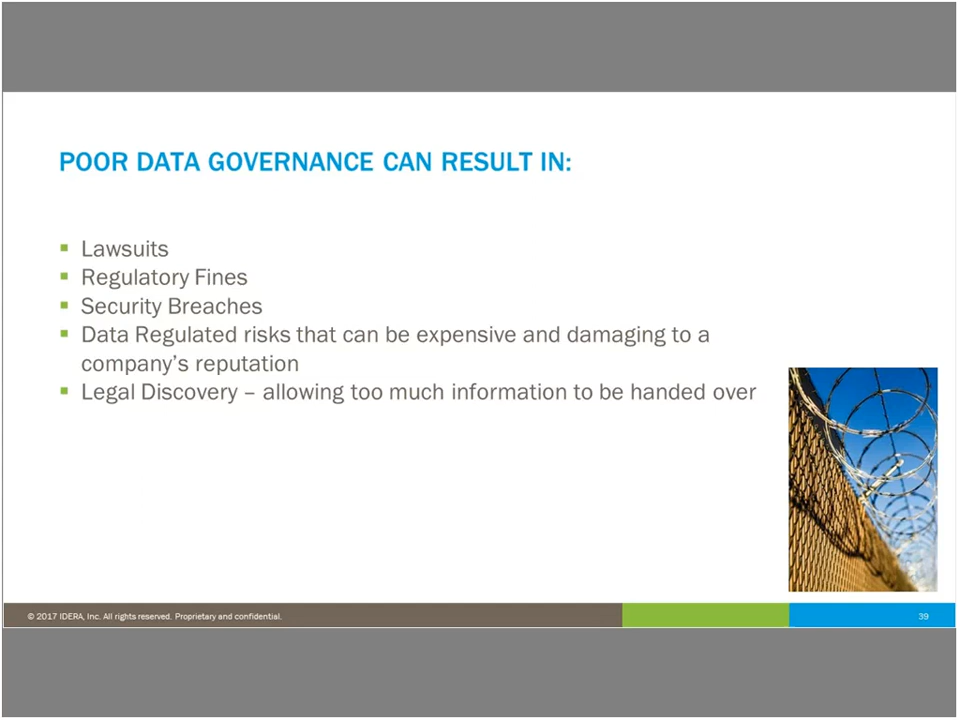 POOR DATA GOVERNANCE CAN RESULT IN:
▪ Lawsuits
▪ Regulatory Fines
▪ Security Breaches
▪ Data Regulated risks that can be expensive and damaging to a
company’s reputation
▪ Legal Discovery – allowing too much information to be handed over
© 2017 IDERA, Inc. All rights reserved. Proprietary and confidential.
39